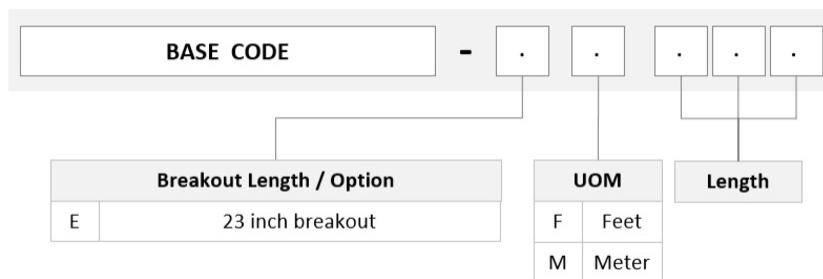 BASE CODE - . . . . .
Breakout Length / Option
E 23 inch breakout
UOM
F Feet
M Meter
Length